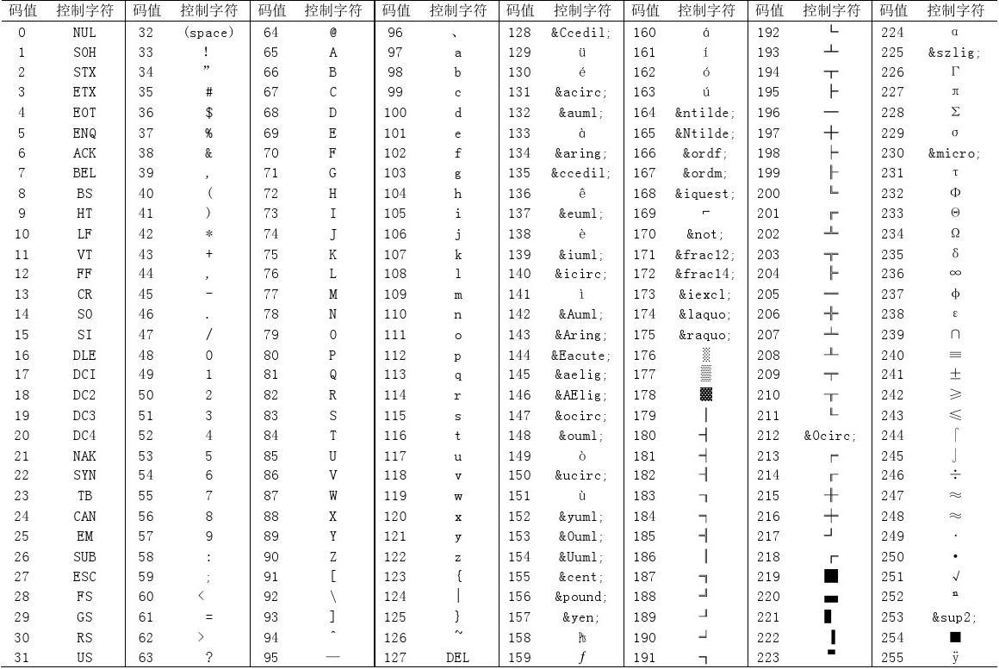 码值 控制字符 码值 控制字符 码值 控制字符 码值 控制字符 码值 控制字符 码值 控制字符 码值 控制字符 码值 控制字符
0 NUL 32 (space) 64 @ 96 、 128 &Ccedil; 160 á 192 └ 224 α
1 SOH 33 ! 65 A 97 a 129 ü 161 í 193 ┴ 225 &szlig;
2 STX 34 ” 66 B 98 b 130 é 162 ó 194 ┬ 226 Γ
3 ETX 35 # 67 C 99 c 131 &acirc; 163 ú 195 ├ 227 π
4 EOT 36 $ 68 D 100 d 132 &auml; 164 &ntilde; 196 ─ 228 Σ
5 ENQ 37 % 69 E 101 e 133 à 165 &Ntilde; 197 ┼ 229 σ
6 ACK 38 & 70 F 102 f 134 &aring; 166 &ordf; 198 ╞ 230 &micro;
7 BEL 39 , 71 G 103 g 135 &ccedil; 167 &ordm; 199 ╟ 231 τ
8 BS 40 ( 72 H 104 h 136 ê 168 &iquest; 200 ╚ 232 Φ
9 HT 41 ) 73 I 105 i 137 &euml; 169 ⌐ 201 ╔ 233 Θ
10 LF 42 * 74 J 106 j 138 è 170 &not; 202 ╩ 234 Ω
11 VT 43 + 75 K 107 k 139 &iuml; 171 &frac12; 203 ╦ 235 δ
12 FF 44 , 76 L 108 l 140 &icirc; 172 &frac14; 204 ╠ 236 ∞
13 CR 45 - 77 M 109 m 141 ì 173 &iexcl; 205 ═ 237 φ
14 SO 46 . 78 N 110 n 142 &Auml; 174 &laquo; 206 ╬ 238 ε
15 SI 47 / 79 O 111 o 143 &Aring; 175 &raquo; 207 ╧ 239 ∩
16 DLE 48 0 80 P 112 p 144 &Eacute; 176 ░ 208 ╨ 240 ≡
17 DCI 49 1 81 Q 113 q 145 &aelig; 177 ▒ 209 ╤ 241 ±
18 DC2 50 2 82 R 114 r 146 &AElig; 178 ▓ 210 ╥ 242 ≥
19 DC3 51 3 83 S 115 s 147 &ocirc; 179 │ 211 ╙ 243 ≤
20 DC4 52 4 84 T 116 t 148 &ouml; 180 ┤ 212 &Ocirc; 244 ⌠
21 NAK 53 5 85 U 117 u 149 ò 181 ╡ 213 ╒ 245 ⌡
22 SYN 54 6 86 V 118 v 150 &ucirc; 182 ╢ 214 ╓ 246 ÷
23 TB 55 7 87 W 119 w 151 ù 183 ╖ 215 ╫ 247 ≈
24 CAN 56 8 88 X 120 x 152 &yuml; 184 ╕ 216 ╪ 248 ≈
25 EM 57 9 89 Y 121 y 153 &Ouml; 185 ╣ 217 ┘ 249 ·
26 SUB 58 : 90 Z 122 z 154 &Uuml; 186 ║ 218 ┌ 250 •
27 ESC 59 ; 91 [ 123 { 155 &cent; 187 ╗ 219 █ 251 √
28 FS 60 < 92 \ 124 | 156 &pound; 188 ╝ 220 ▄ 252 ⁿ
29 GS 61 = 93 ] 125 } 157 &yen; 189 ╜ 221 ▌ 253 &sup2;
30 RS 62 > 94 ^ 126 ~ 158 ₧ 190 ╛ 222 ▐ 254 ■
31 US 63 ? 95 — 127 DEL 159 ƒ 191 ┐ 223 ▀ 255 ÿ